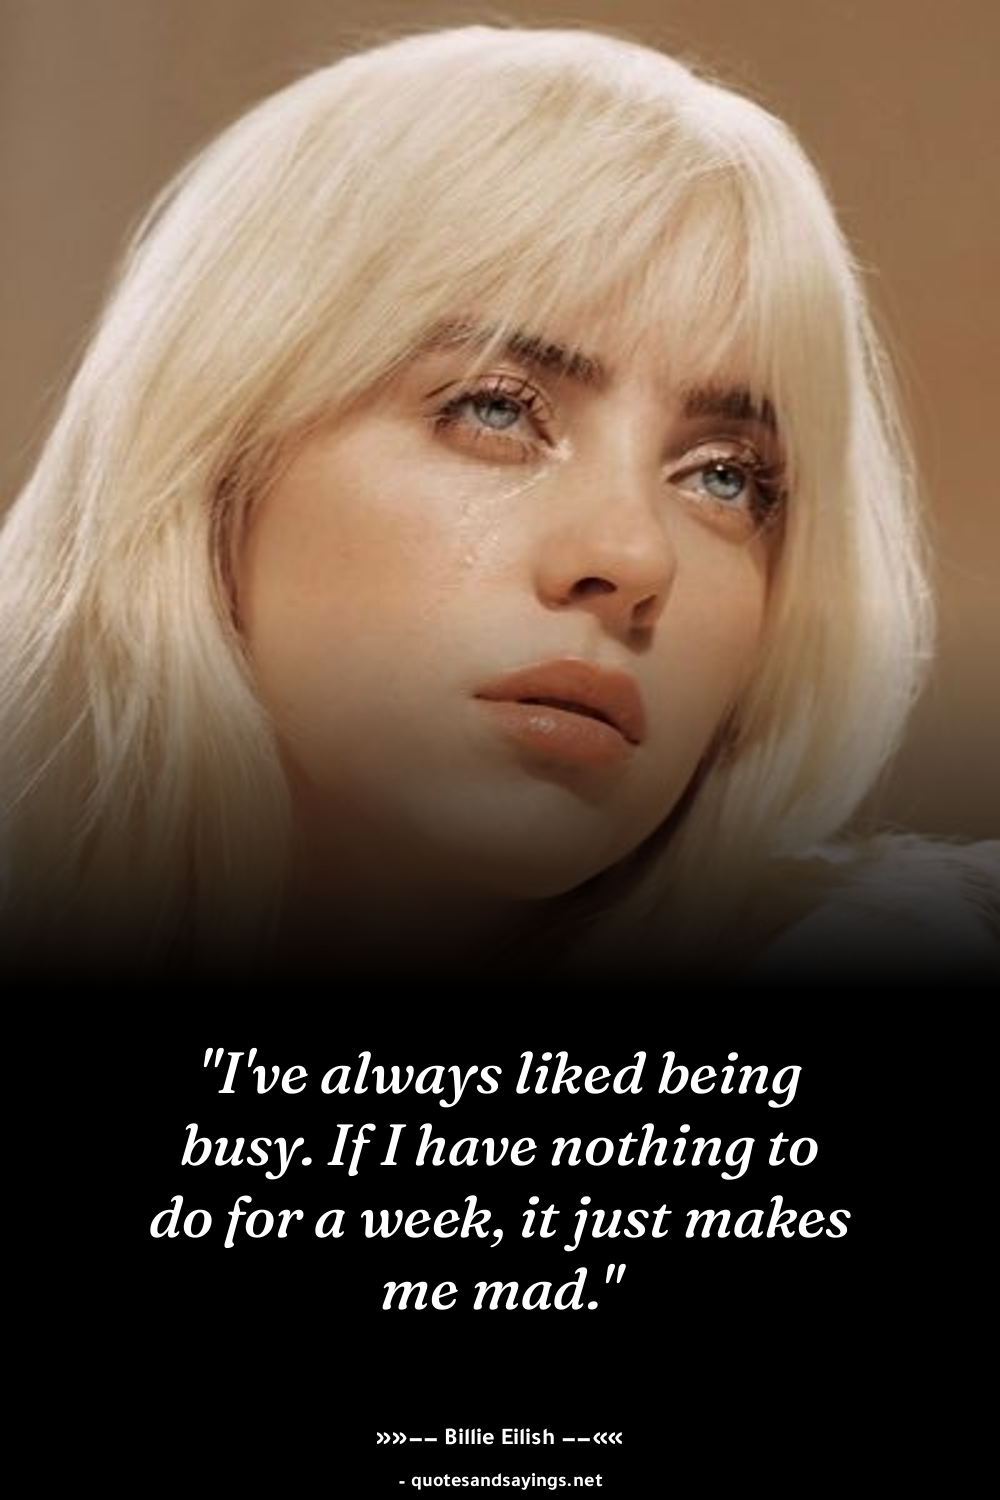 "I've always liked being
busy. If I have nothing to
do for a week, it just makes
me mad."
»»−− Billie Eilish −−««
- quotesandsayings.net